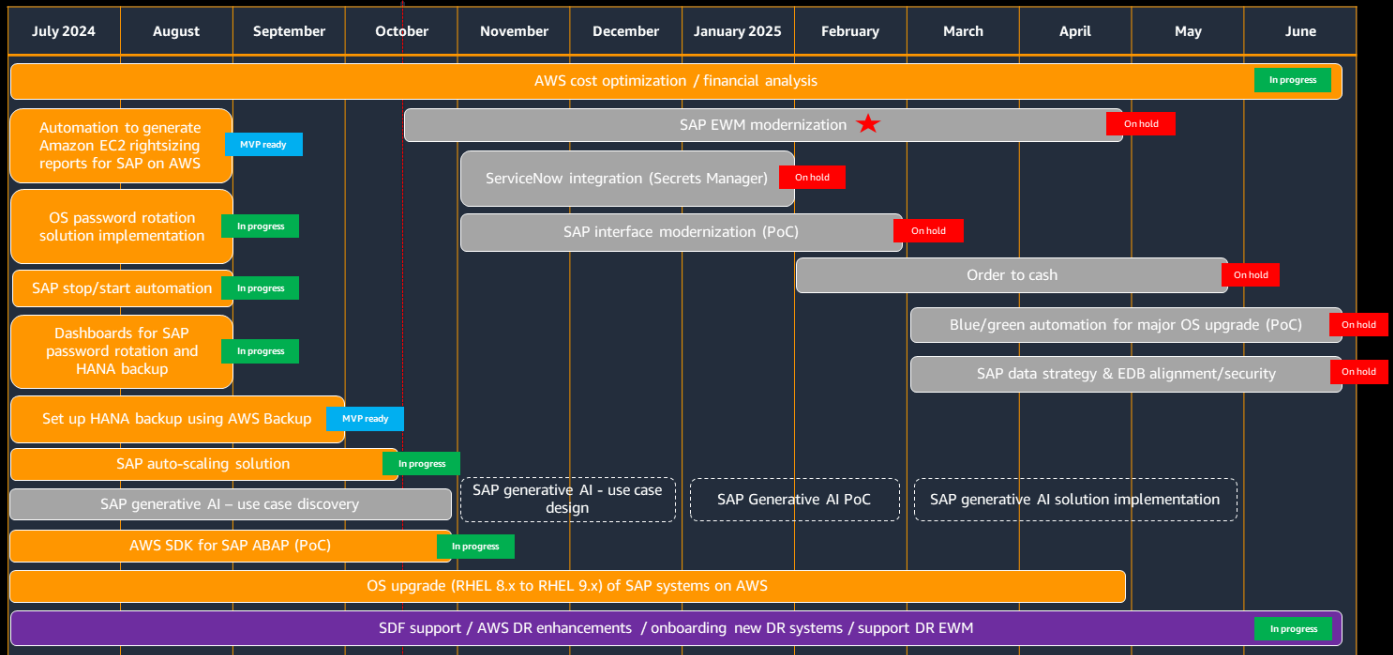 July 2024
August
September
October
November
December
January 2025
February
March
April
May
June
AWS cost optimization / financial analysis
In progress
Automation to generate
Amazon EC2 rightsizing
reports for SAP on AWS
MVP ready
SAP EWM modernization
On hold
ServiceNow integration (Secrets Manager)
On hold
OS password rotation
solution implementation
In progress
SAP interface modernization (PoC)
On hold
SAP stop/start automation
In progress
Order to cash
On hold
Dashboards for SAP
password rotation and
HANA backup
In progress
Blue/green automation for major OS upgrade (PoC)
On hold
SAP data strategy & EDB alignment/security
On hold
Set up HANA backup using AWS Backup
MVP ready
SAP auto-scaling solution
In progress
SAP generative AI – use case discovery
SAP generative AI - use case
design
SAP Generative AI PoC
SAP generative AI solution implementation
AWS SDK for SAP ABAP (PoC)
In progress
OS upgrade (RHEL 8.x to RHEL 9.x) of SAP systems on AWS
SDF support / AWS DR enhancements / onboarding new DR systems / support DR EWM
In progress